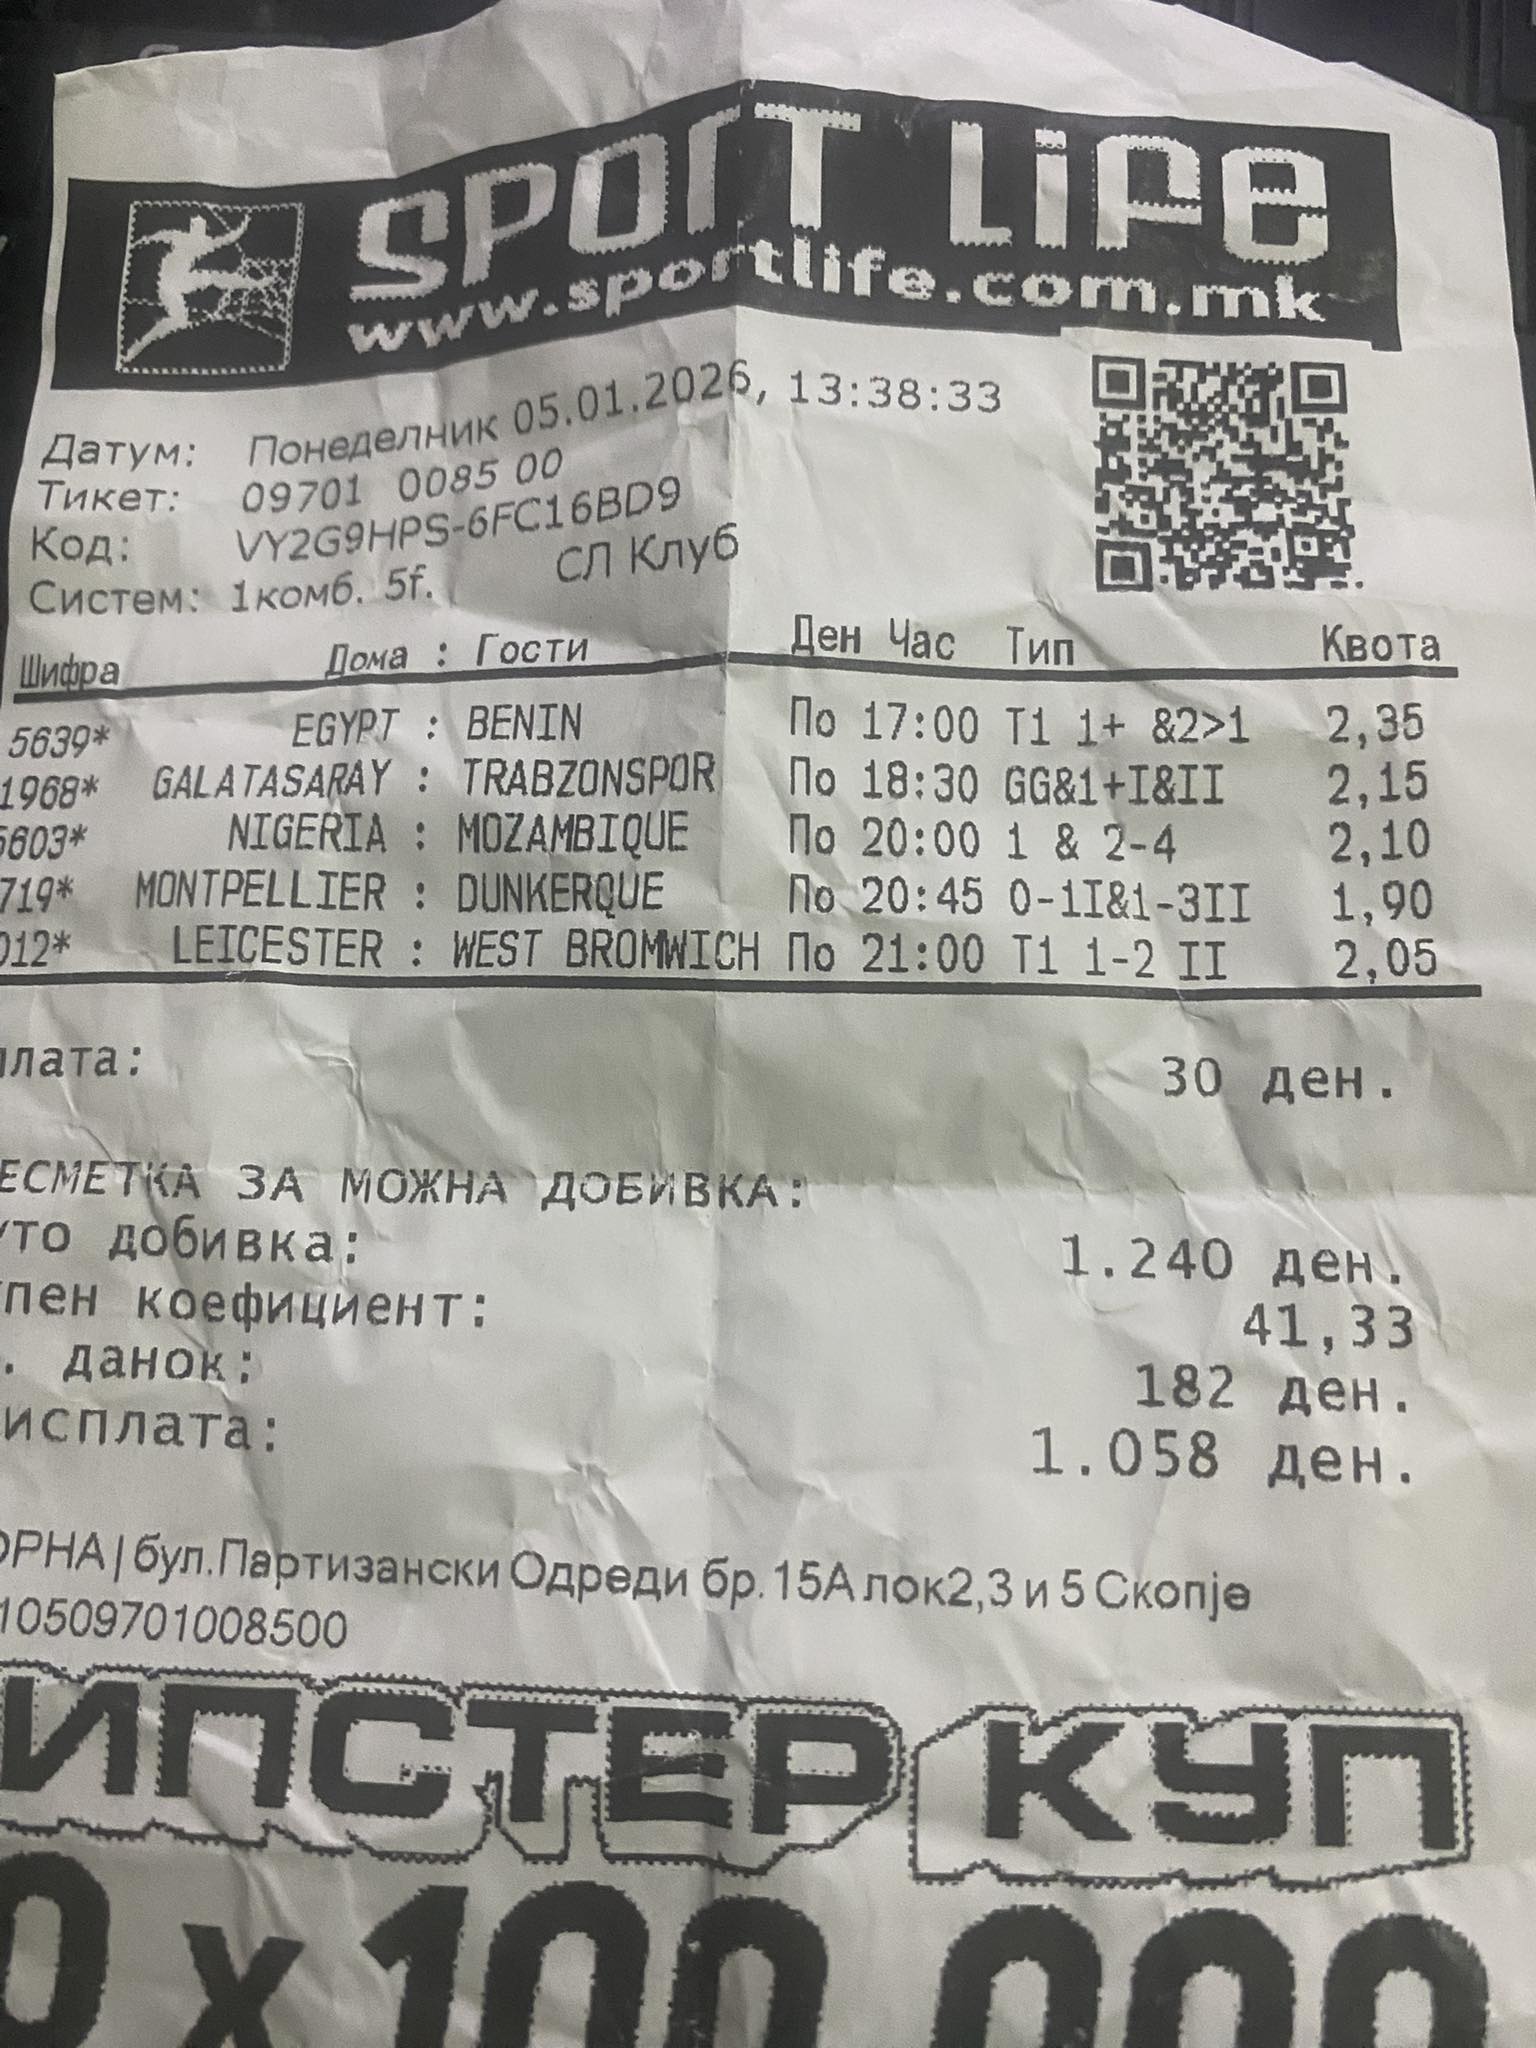 SPORT LIFE
www.sportlife.com.mk
Датум: Понеделник 05.01.2026, 13:38:33
Тикет: 09701 0085 00
Код: VY2G9HPS-6FC16BD9
Систем: 1комб. 5f. СЛ Клуб
Шифра Дома : Гости Ден Час Тип Квота
5639* EGYPT : BENIN По 17:00 T1 1+ &2>1 2,35
1968* GALATASARAY : TRABZONSPOR По 18:30 GG&1+I&II 2,15
5603* NIGERIA : MOZAMBIQUE По 20:00 1 & 2-4 2,10
719* MONTPELLIER : DUNKERQUE По 20:45 0-1I&1-3II 1,90
012* LEICESTER : WEST BROMWICH По 21:00 T1 1-2 II 2,05
лата: 30 ден.
ЕСМЕТКА ЗА МОЖНА ДОБИВКА:
уто добивка: 1.240 ден.
пен коефициент: 41,33
. данок: 182 ден.
исплата: 1.058 ден.
ОРНА | бул.Партизански Одреди бр.15А лок2,3 и 5 Скопје
10509701008500
ИПСТЕР КУП
0 x 100.000